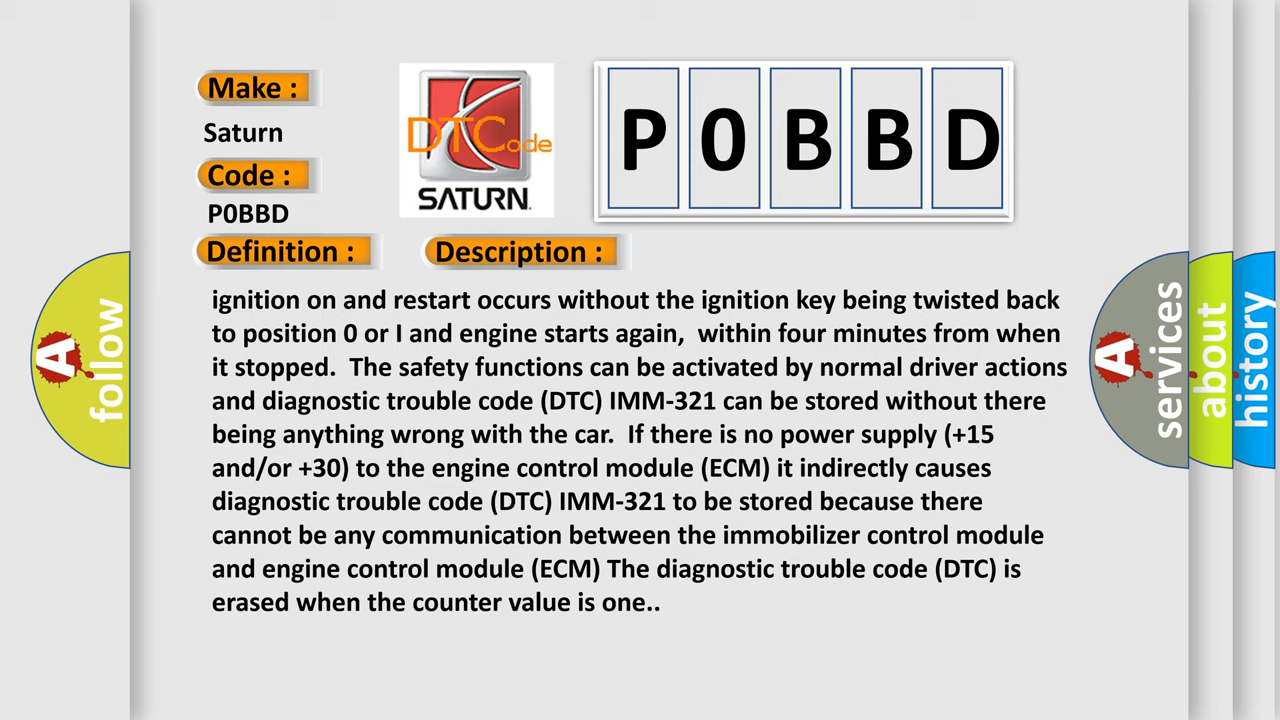 Make :
Saturn
Code :
P0BBD
Definition :
Description :
DTCode
SATURN
P 0 B B D
ignition on and restart occurs without the ignition key being twisted back
to position 0 or I and engine starts again,  within four minutes from when
it stopped.  The safety functions can be activated by normal driver actions
and diagnostic trouble code (DTC) IMM-321 can be stored without there
being anything wrong with the car.  If there is no power supply (+15
and/or +30) to the engine control module (ECM) it indirectly causes
diagnostic trouble code (DTC) IMM-321 to be stored because there
cannot be any communication between the immobilizer control module
and engine control module (ECM) The diagnostic trouble code (DTC) is
erased when the counter value is one..
A
follow
A
services
about
history